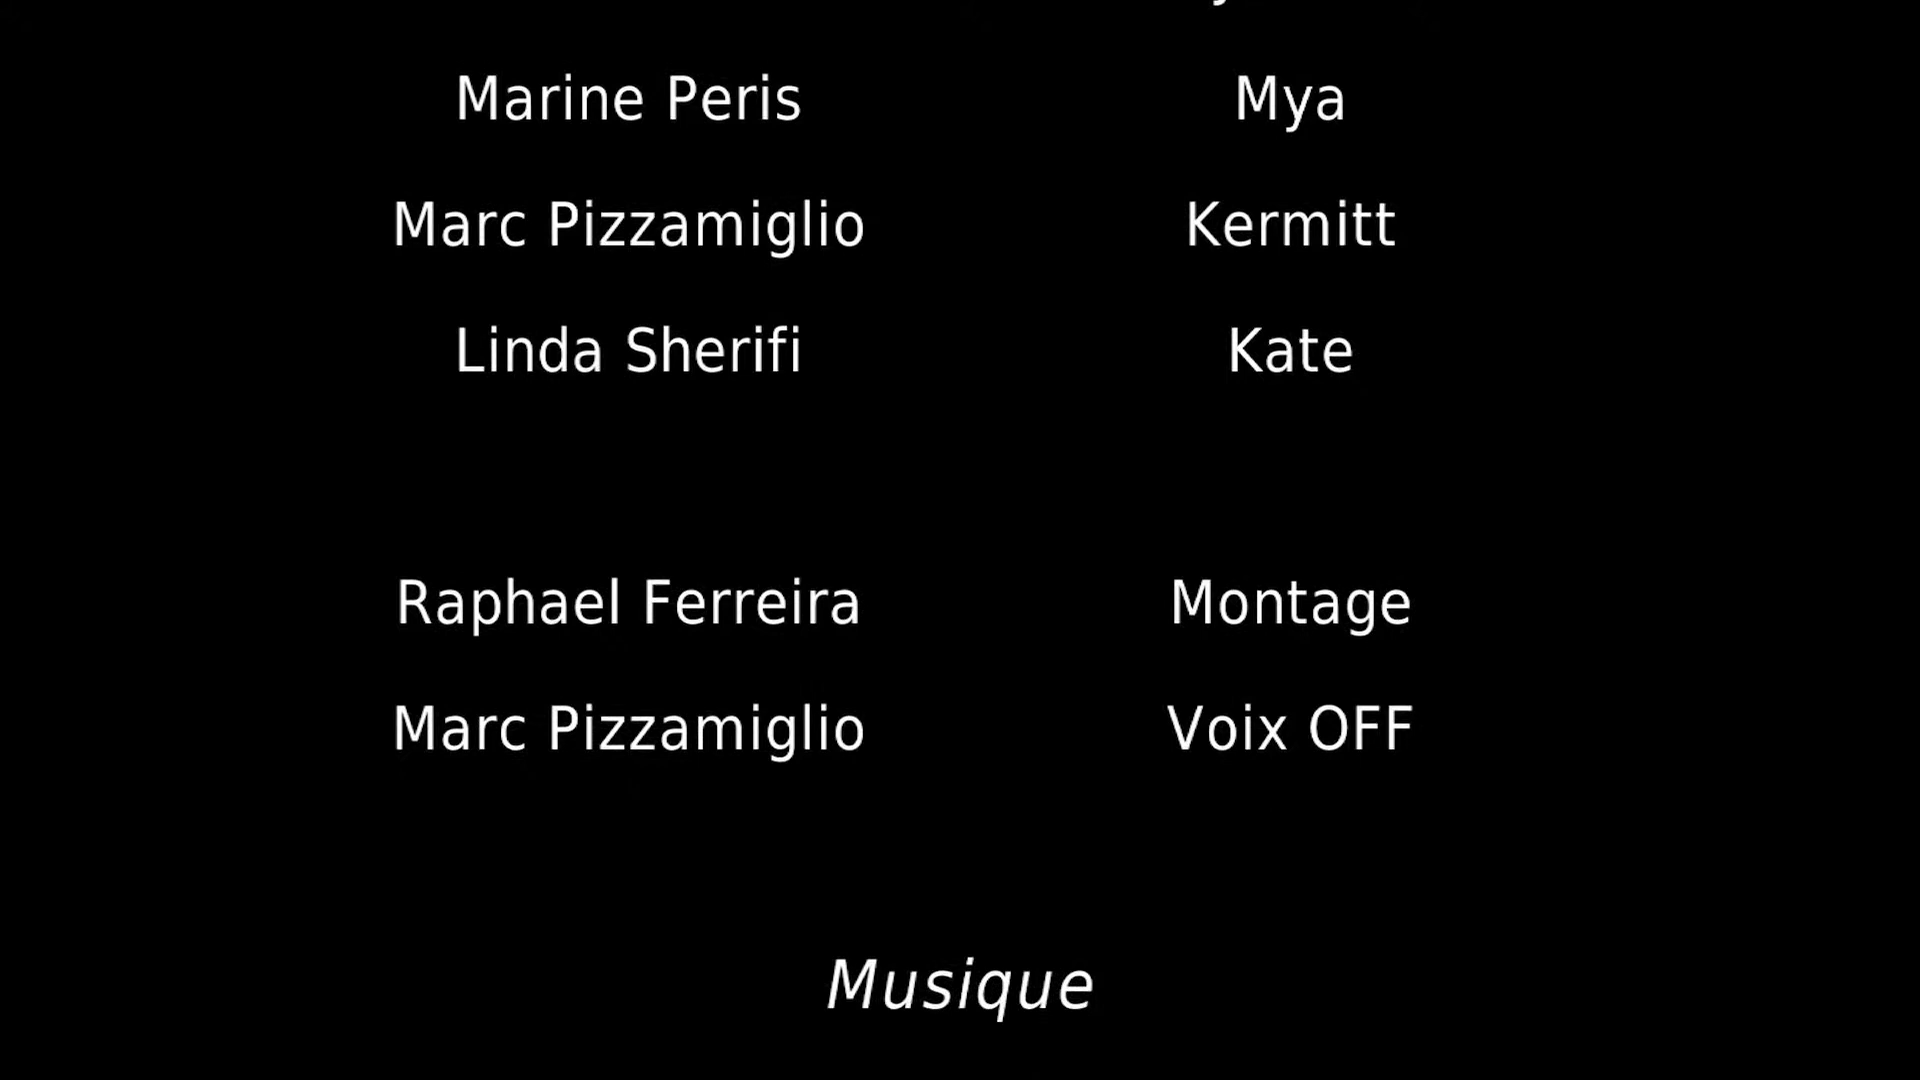 Marine Peris Mya
Marc Pizzamiglio Kermitt
Linda Sherifi Kate
Raphael Ferreira Montage
Marc Pizzamiglio Voix OFF
Musique